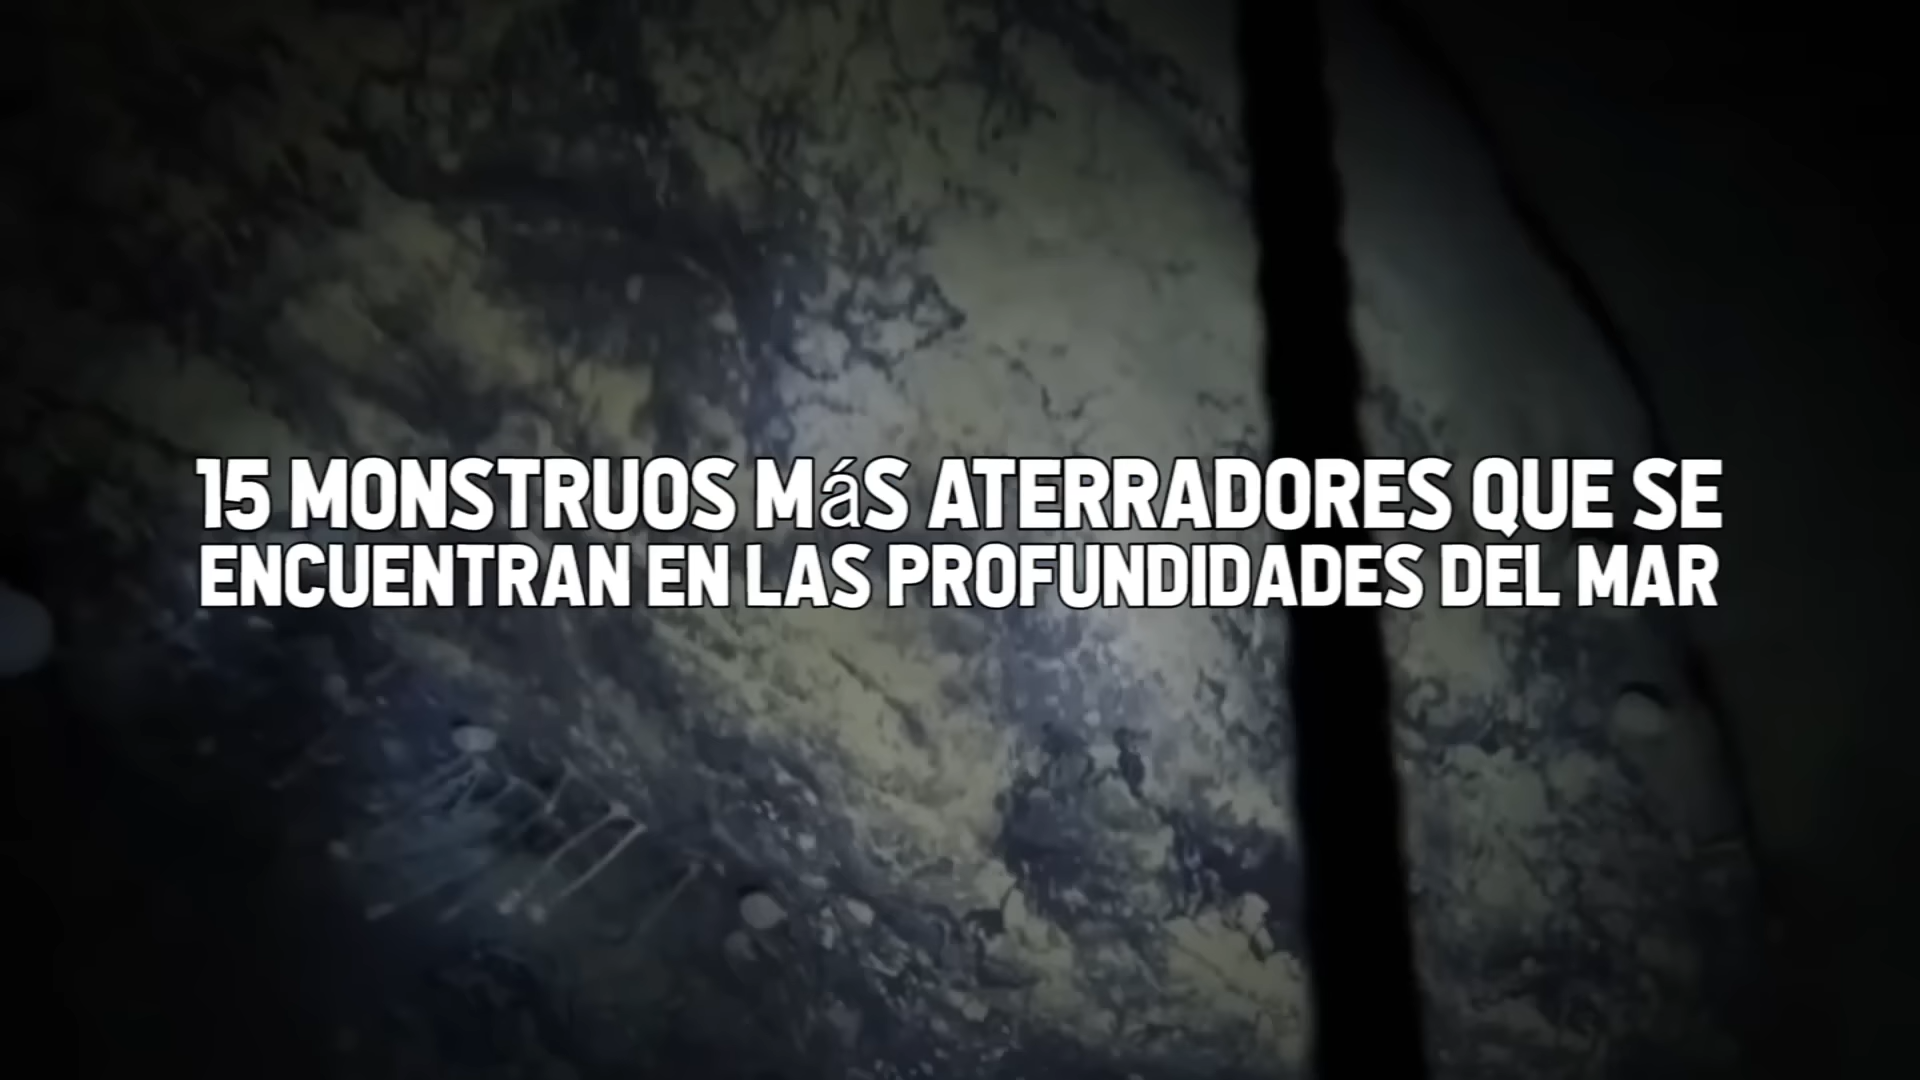 15 MONSTRUOS MáS ATERRADORES QUE SE
ENCUENTRAN EN LAS PROFUNDIDADES DEL MAR